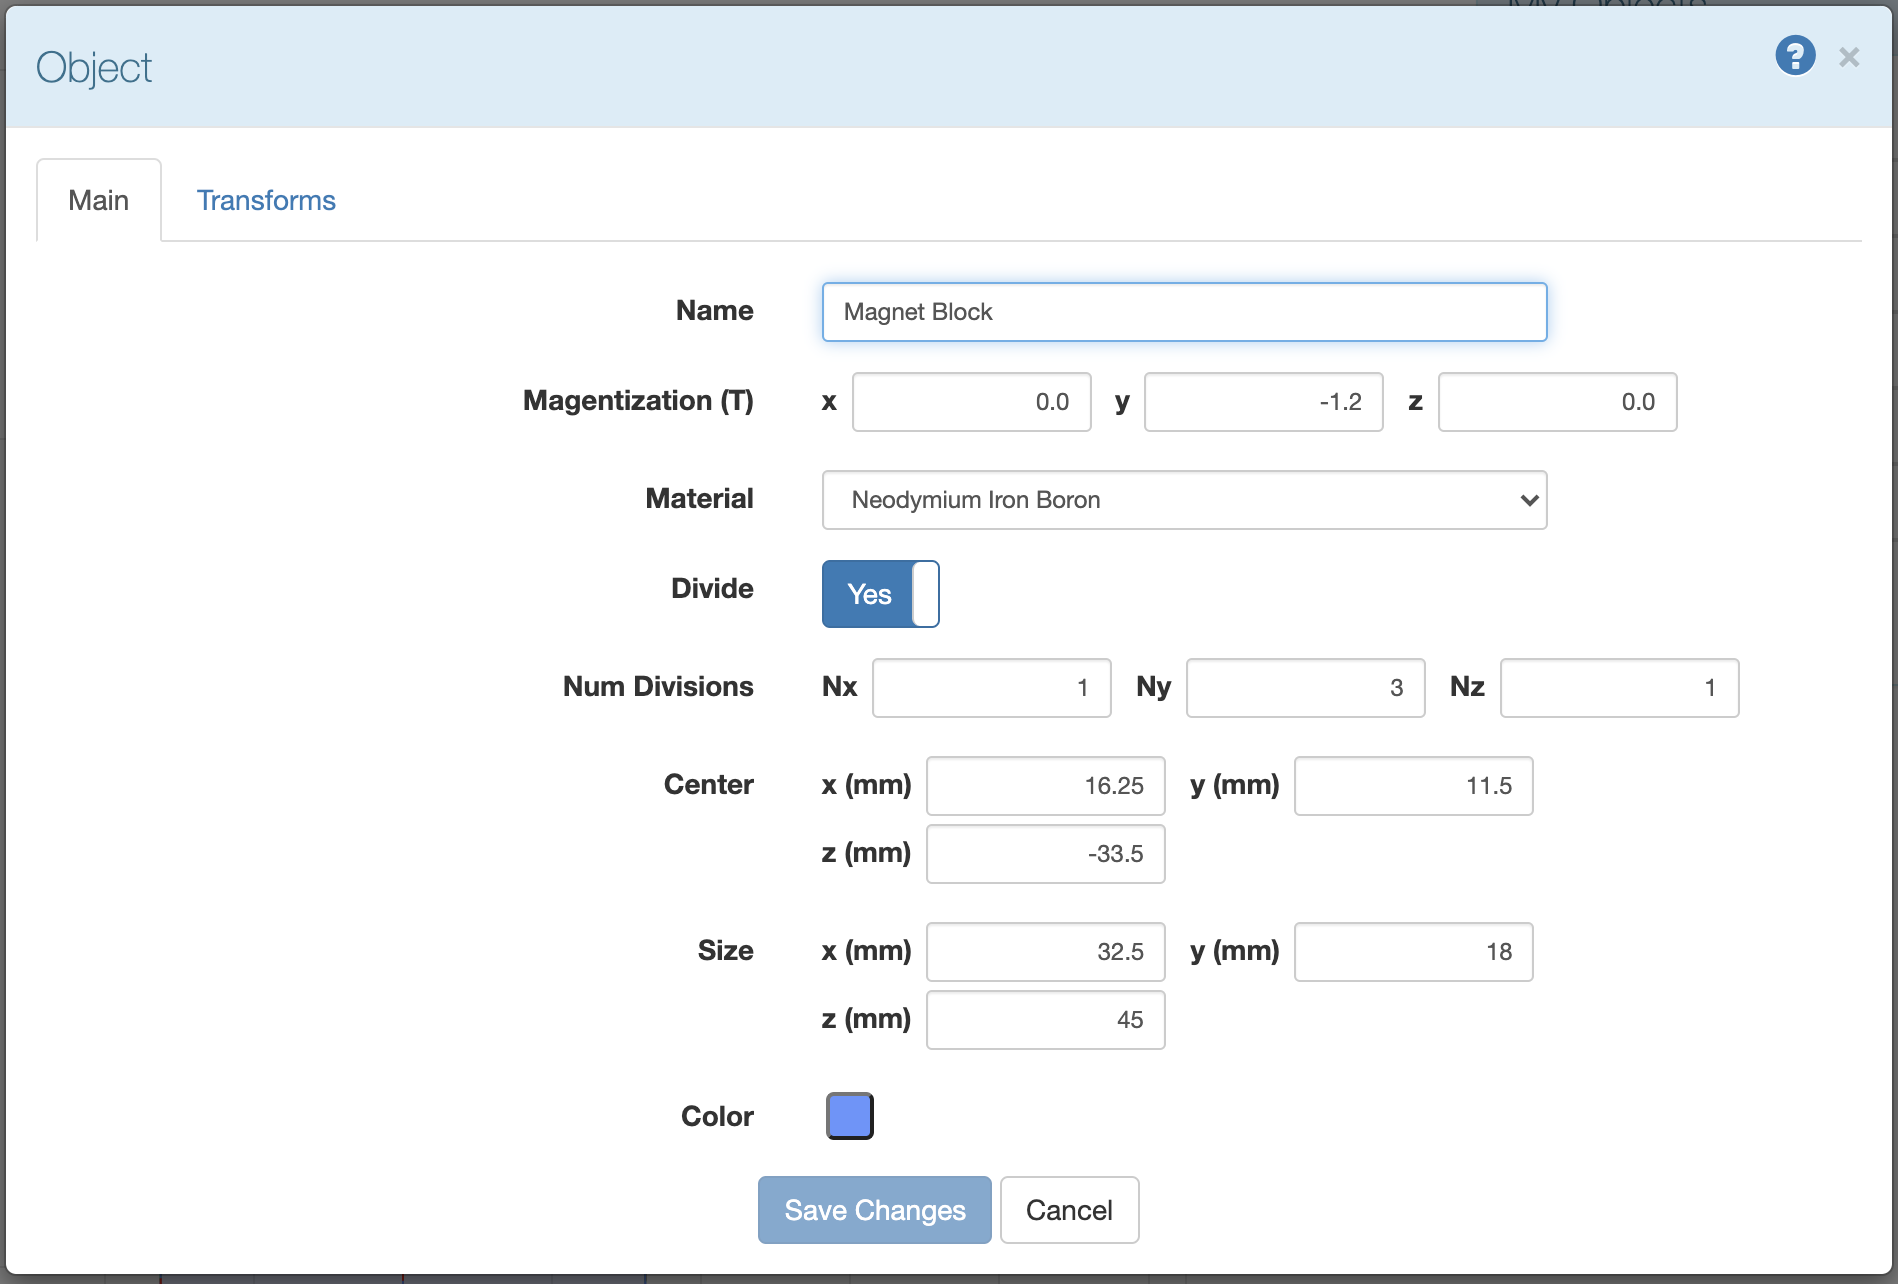 Object
?
×
Main Transforms
Name Magnet Block
Magentization (T) x 0.0 y -1.2 z 0.0
Material Neodymium Iron Boron
Divide Yes
Num Divisions Nx 1 Ny 3 Nz 1
Center x (mm) 16.25 y (mm) 11.5
z (mm) -33.5
Size x (mm) 32.5 y (mm) 18
z (mm) 45
Color
Save Changes Cancel